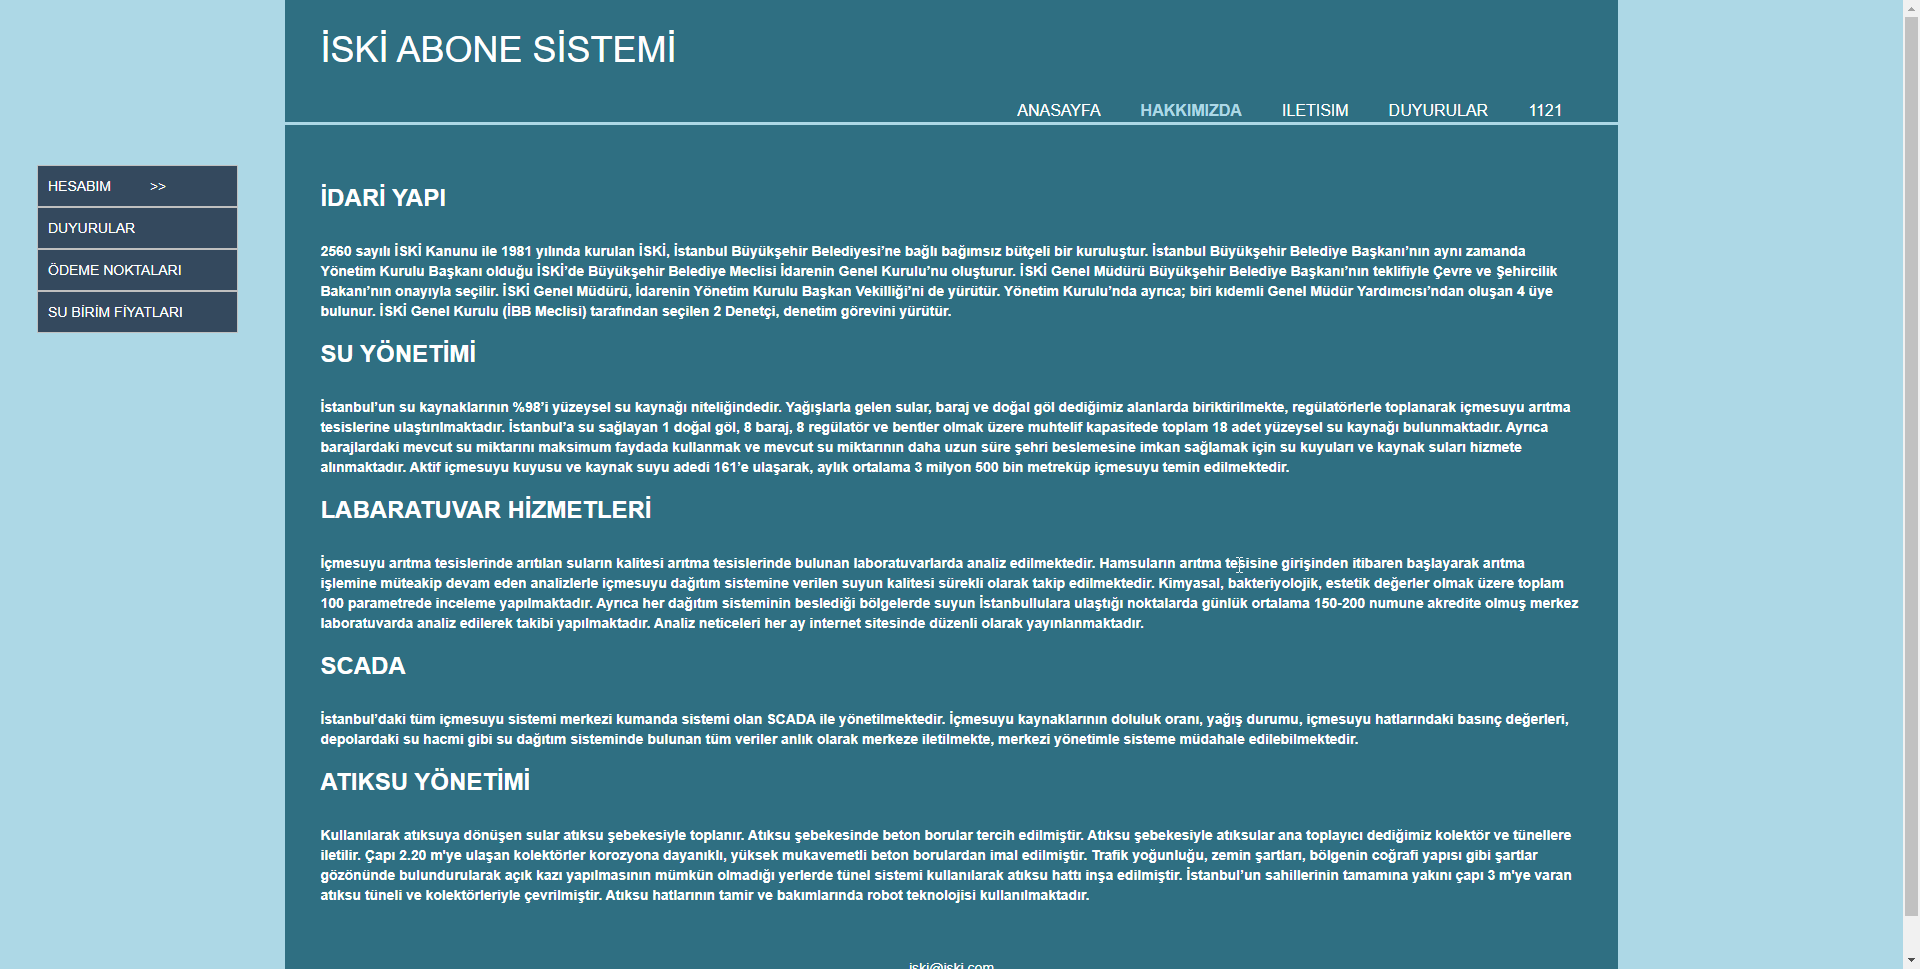 İSKİ ABONE SİSTEMİ
ANASAYFA HAKKIMIZDA ILETISIM DUYURULAR 1121
HESABIM >>
DUYURULAR
ÖDEME NOKTALARI
SU BİRİM FİYATLARI
İDARİ YAPI
2560 sayılı İSKİ Kanunu ile 1981 yılında kurulan İSKİ, İstanbul Büyükşehir Belediyesi’ne bağlı bağımsız bütçeli bir kuruluştur. İstanbul Büyükşehir Belediye Başkanı’nın aynı zamanda
Yönetim Kurulu Başkanı olduğu İSKİ’de Büyükşehir Belediye Meclisi İdarenin Genel Kurulu’nu oluşturur. İSKİ Genel Müdürü Büyükşehir Belediye Başkanı’nın teklifiyle Çevre ve Şehircilik
Bakanı’nın onayıyla seçilir. İSKİ Genel Müdürü, İdarenin Yönetim Kurulu Başkan Vekilliği’ni de yürütür. Yönetim Kurulu’nda ayrıca; biri kıdemli Genel Müdür Yardımcısı’ndan oluşan 4 üye
bulunur. İSKİ Genel Kurulu (İBB Meclisi) tarafından seçilen 2 Denetçi, denetim görevini yürütür.
SU YÖNETİMİ
İstanbul’un su kaynaklarının %98’i yüzeysel su kaynağı niteliğindedir. Yağışlarla gelen sular, baraj ve doğal göl dediğimiz alanlarda biriktirilmekte, regülatörlerle toplanarak içmesuyu arıtma
tesislerine ulaştırılmaktadır. İstanbul’a su sağlayan 1 doğal göl, 8 baraj, 8 regülatör ve bentler olmak üzere muhtelif kapasitede toplam 18 adet yüzeysel su kaynağı bulunmaktadır. Ayrıca
barajlardaki mevcut su miktarını maksimum faydada kullanmak ve mevcut su miktarının daha uzun süre şehri beslemesine imkan sağlamak için su kuyuları ve kaynak suları hizmete
alınmaktadır. Aktif içmesuyu kuyusu ve kaynak suyu adedi 161’e ulaşarak, aylık ortalama 3 milyon 500 bin metreküp içmesuyu temin edilmektedir.
LABARATUVAR HİZMETLERİ
İçmesuyu arıtma tesislerinde arıtılan suların kalitesi arıtma tesislerinde bulunan laboratuvarlarda analiz edilmektedir. Hamsuların arıtma tesisine girişinden itibaren başlayarak arıtma
işlemine müteakip devam eden analizlerle içmesuyu dağıtım sistemine verilen suyun kalitesi sürekli olarak takip edilmektedir. Kimyasal, bakteriyolojik, estetik değerler olmak üzere toplam
100 parametrede inceleme yapılmaktadır. Ayrıca her dağıtım sisteminin beslediği bölgelerde suyun İstanbullulara ulaştığı noktalarda günlük ortalama 150-200 numune akredite olmuş merkez
laboratuvarda analiz edilerek takibi yapılmaktadır. Analiz neticeleri her ay internet sitesinde düzenli olarak yayınlanmaktadır.
SCADA
İstanbul’daki tüm içmesuyu sistemi merkezi kumanda sistemi olan SCADA ile yönetilmektedir. İçmesuyu kaynaklarının doluluk oranı, yağış durumu, içmesuyu hatlarındaki basınç değerleri,
depolardaki su hacmi gibi su dağıtım sisteminde bulunan tüm veriler anlık olarak merkeze iletilmekte, merkezi yönetimle sisteme müdahale edilebilmektedir.
ATIKSU YÖNETİMİ
Kullanılarak atıksuya dönüşen sular atıksu şebekesiyle toplanır. Atıksu şebekesinde beton borular tercih edilmiştir. Atıksu şebekesiyle atıksular ana toplayıcı dediğimiz kolektör ve tünellere
iletilir. Çapı 2.20 m'ye ulaşan kolektörler korozyona dayanıklı, yüksek mukavemetli beton borulardan imal edilmiştir. Trafik yoğunluğu, zemin şartları, bölgenin coğrafi yapısı gibi şartlar
gözönünde bulundurularak açık kazı yapılmasının mümkün olmadığı yerlerde tünel sistemi kullanılarak atıksu hattı inşa edilmiştir. İstanbul’un sahillerinin tamamına yakını çapı 3 m'ye varan
atıksu tüneli ve kolektörleriyle çevrilmiştir. Atıksu hatlarının tamir ve bakımlarında robot teknolojisi kullanılmaktadır.
iski@iski.com